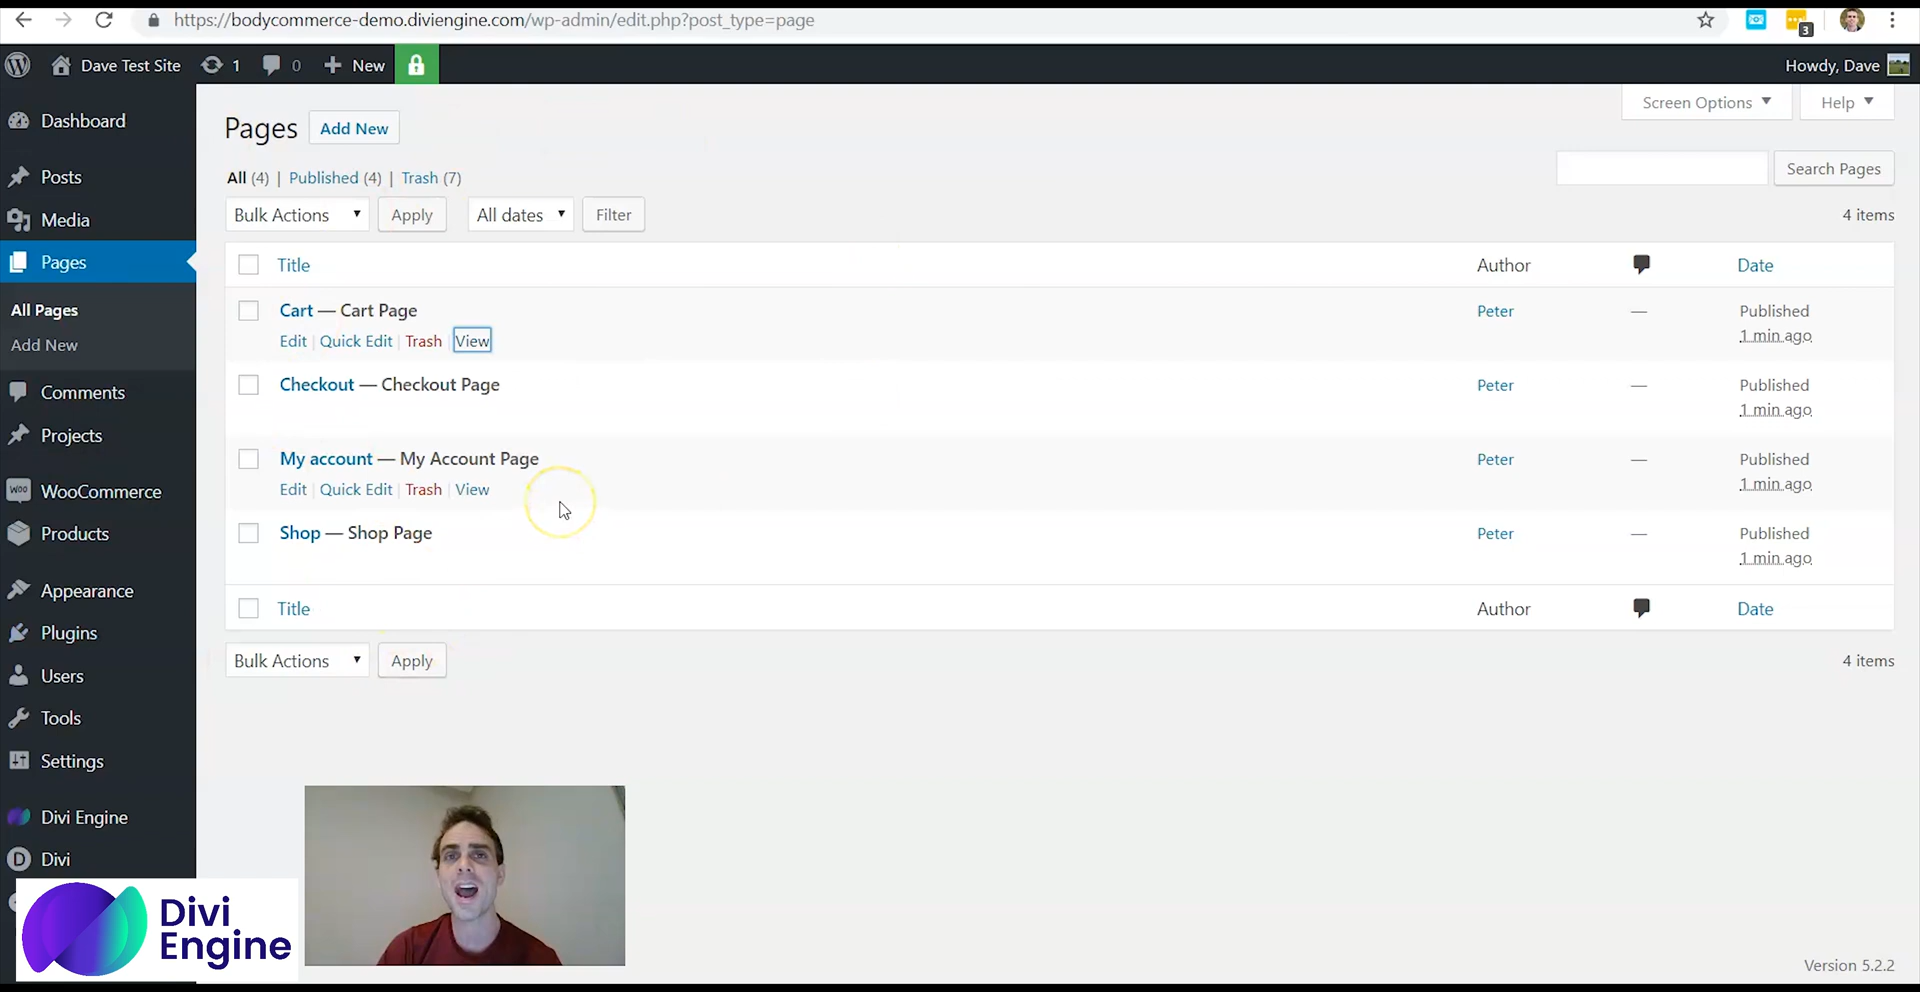 https://bodycommerce-demo.diviengine.com/wp-admin/edit.php?post_type=page
3
Dave Test Site
1
0
New
Howdy, Dave
Dashboard
Posts
Media
Pages
All Pages
Add New
Comments
Projects
Woo
WooCommerce
Products
Appearance
Plugins
Users
Tools
Settings
Divi Engine
D
Divi
Divi
Engine
Screen Options
Help
Pages
Add New
All (4) | Published (4) | Trash (7)
Search Pages
Bulk Actions
Apply
All dates
Filter
4 items
Title
Author
Date
Cart — Cart Page
Peter
—
Published
1 min ago
Edit | Quick Edit | Trash | View
Checkout — Checkout Page
Peter
—
Published
1 min ago
My account — My Account Page
Peter
—
Published
1 min ago
Edit | Quick Edit | Trash | View
Shop — Shop Page
Peter
—
Published
1 min ago
Title
Author
Date
Bulk Actions
Apply
4 items
Version 5.2.2